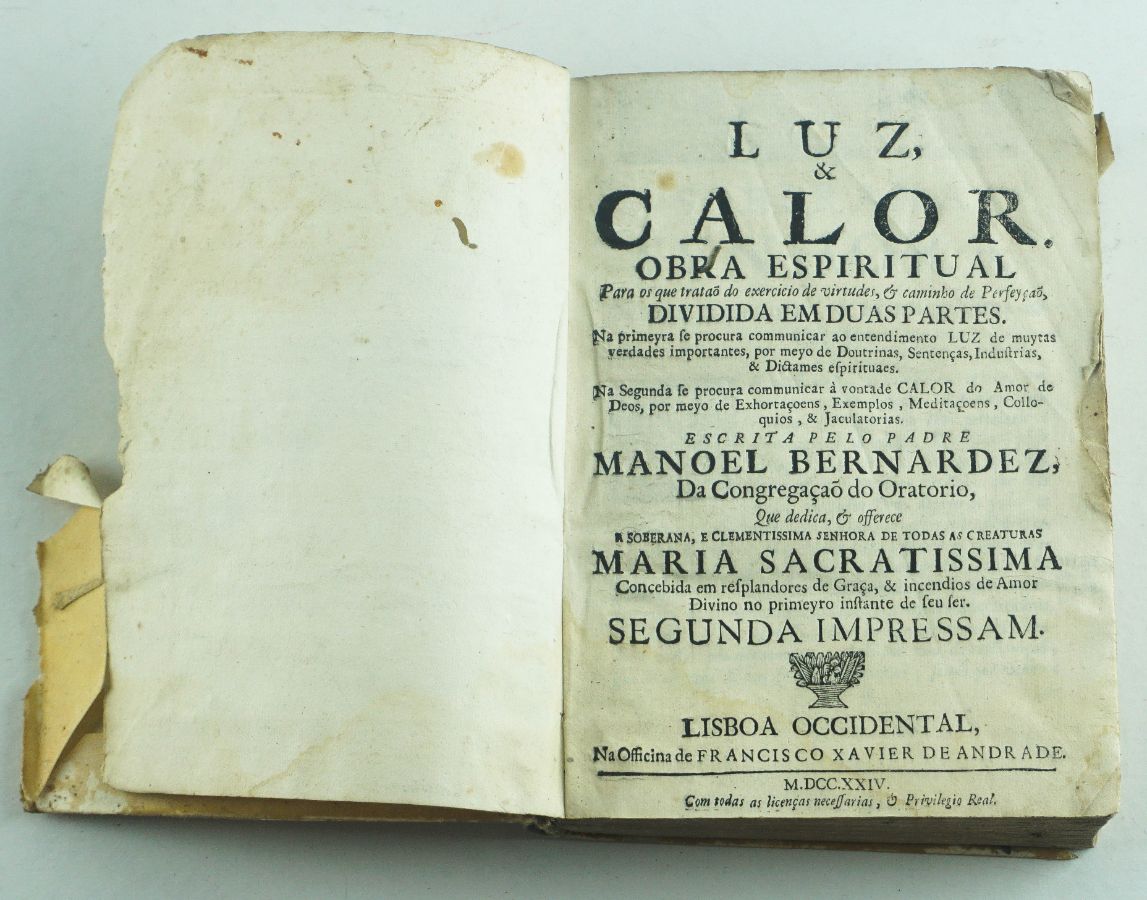 LUZ,
&
CALOR.
OBRA ESPIRITUAL
Para os que trataõ do exercicio de virtudes, & caminho de Perfeyçaõ,
DIVIDIDA EM DUAS PARTES.
Na primeyra ſe procura communicar ao entendimento LUZ de muytas
verdades importantes, por meyo de Doutrinas, Sentenças, Induſtrias,
& Dictames eſpirituaes.
Na Segunda ſe procura communicar à vontade CALOR do Amor de
Deos, por meyo de Exhortaçoens, Exemplos, Meditaçoens, Collo-
quios, & Jaculatorias.
ESCRITA PELO PADRE
MANOEL BERNARDEZ,
Da Congregaçaõ do Oratorio,
Que dedica, & offerece
A SOBERANA, E CLEMENTISSIMA SENHORA DE TODAS AS CREATURAS
MARIA SACRATISSIMA
Concebida em reſplandores de Graça, & incendios de Amor
Divino no primeyro inſtante de ſeu ſer.
SEGUNDA IMPRESSAM.
LISBOA OCCIDENTAL,
Na Officina de FRANCISCO XAVIER DE ANDRADE.
M.DCC.XXIV.
Com todas as licenças neceſſarias, & Privilegio Real.